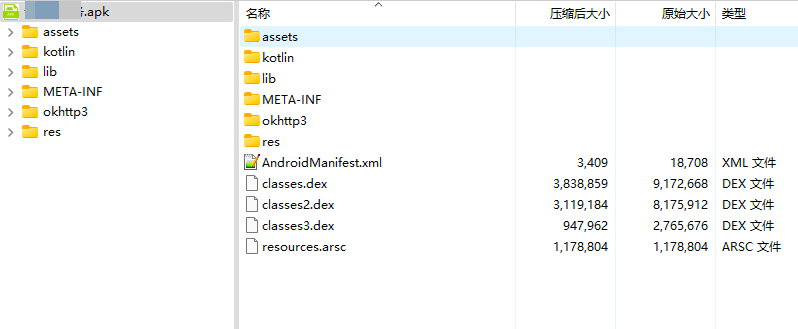 .apk
assets
kotlin
lib
META-INF
okhttp3
res
名称 压缩后大小 原始大小 类型
assets
kotlin
lib
META-INF
okhttp3
res
AndroidManifest.xml 3,409 18,708 XML 文件
classes.dex 3,838,859 9,172,668 DEX 文件
classes2.dex 3,119,184 8,175,912 DEX 文件
classes3.dex 947,962 2,765,676 DEX 文件
resources.arsc 1,178,804 1,178,804 ARSC 文件